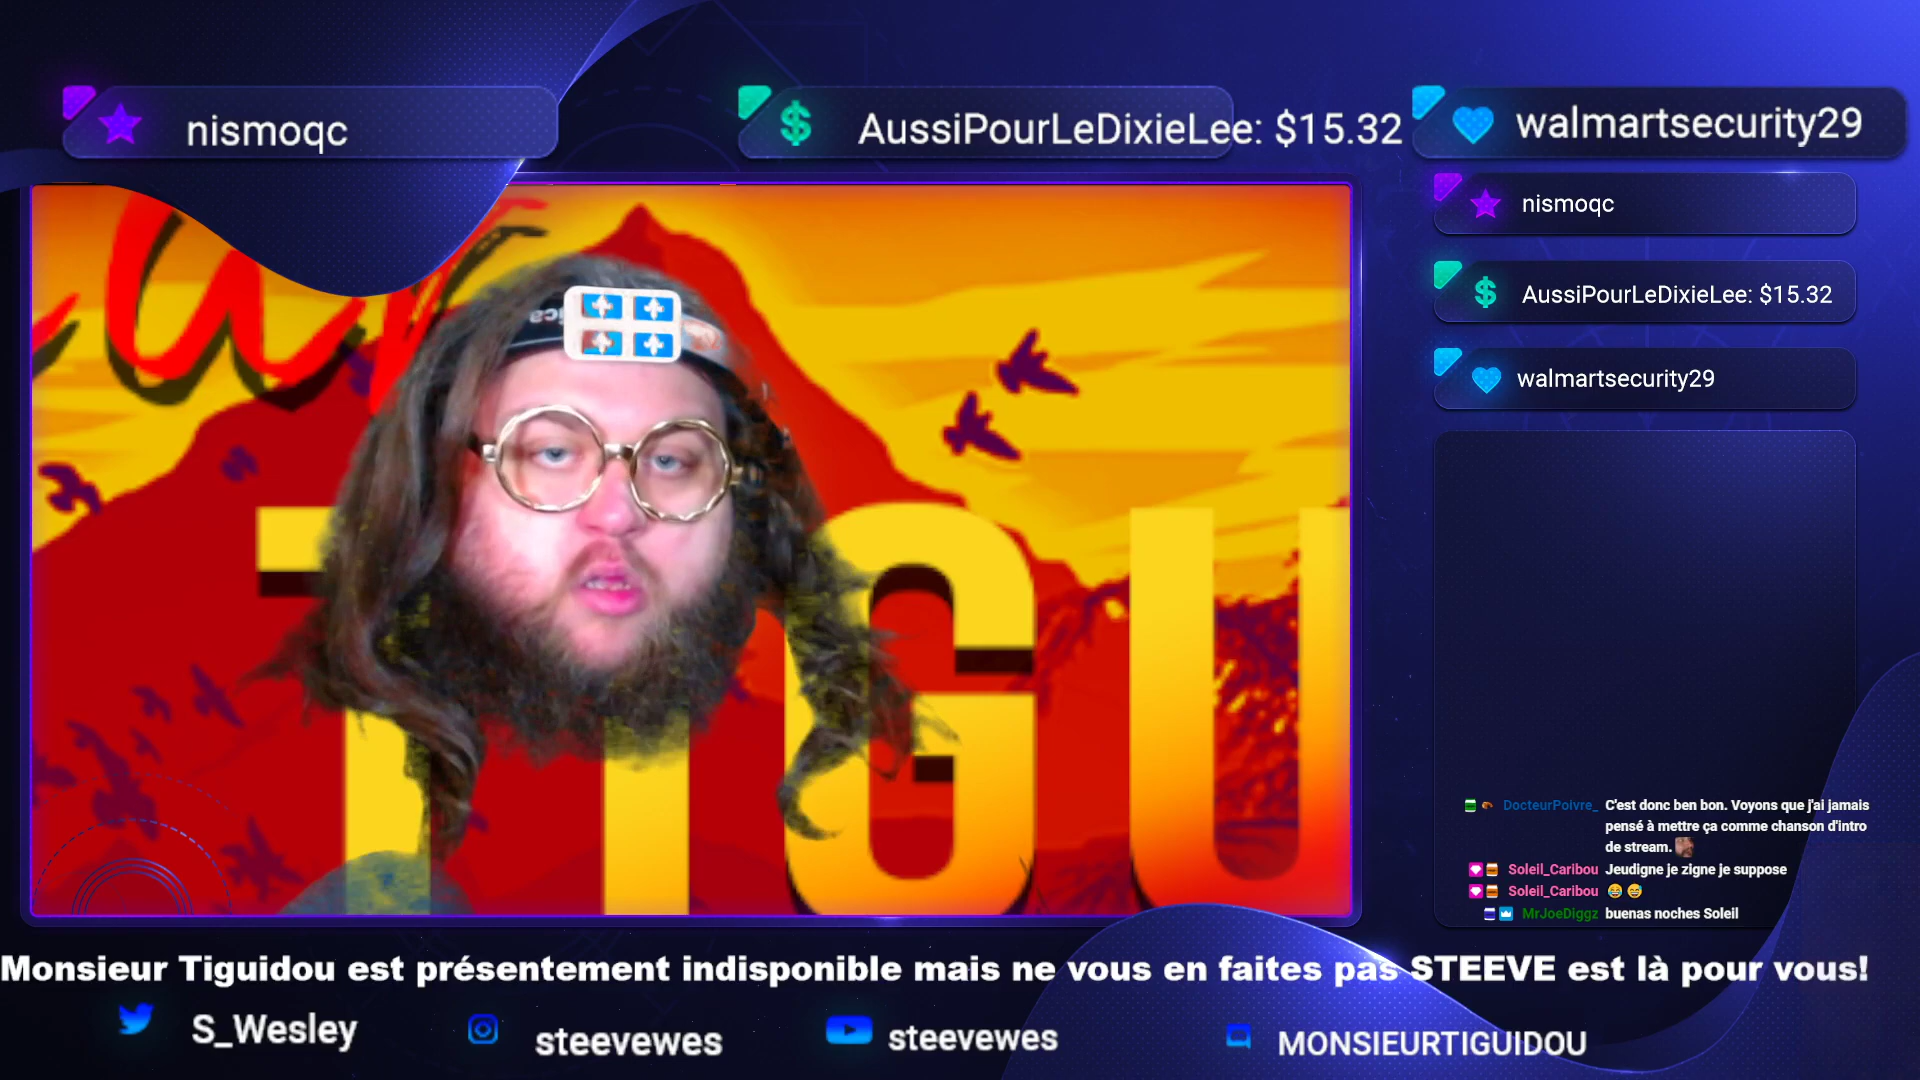 nismoqc
AussiPourLeDixieLee: $15.32
walmartsecurity29
nismoqc
AussiPourLeDixieLee: $15.32
walmartsecurity29
TIGU
DocteurPoivre_ C'est donc ben bon. Voyons que j'ai jamais
pensé à mettre ça comme chanson d'intro
de stream.
Soleil_Caribou Jeudigne je zigne je suppose
Soleil_Caribou 😂 😅
MrJoeDiggz buenas noches Soleil
Monsieur Tiguidou est présentement indisponible mais ne vous en faites pas STEEVE est là pour vous!
S_Wesley
steevewes
steevewes
MONSIEURTIGUIDOU